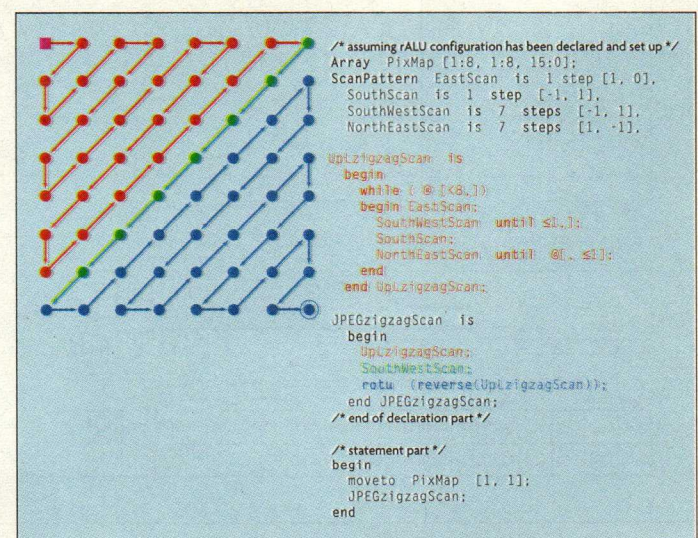 /* assuming rALU configuration has been declared and set up */
Array PixMap [1:8, 1:8, 15:0];
ScanPattern EastScan is 1 step [1, 0],
SouthScan is 1 step [-1, 1],
SouthWestScan is 7 steps [-1, 1],
NorthEastScan is 7 steps [1, -1],
UpLzigzagScan is
begin
while ( @ [<8,])
begin EastScan;
SouthWestScan until ≤1,];
SouthScan;
NorthEastScan until @[, ≤1];
end
end UpLzigzagScan;
JPEGzigzagScan is
begin
UpLzigzagScan;
SouthWestScan;
rotu (reverse(UpLzigzagScan));
end JPEGzigzagScan;
/* end of declaration part */
/* statement part */
begin
moveto PixMap [1, 1];
JPEGzigzagScan;
end